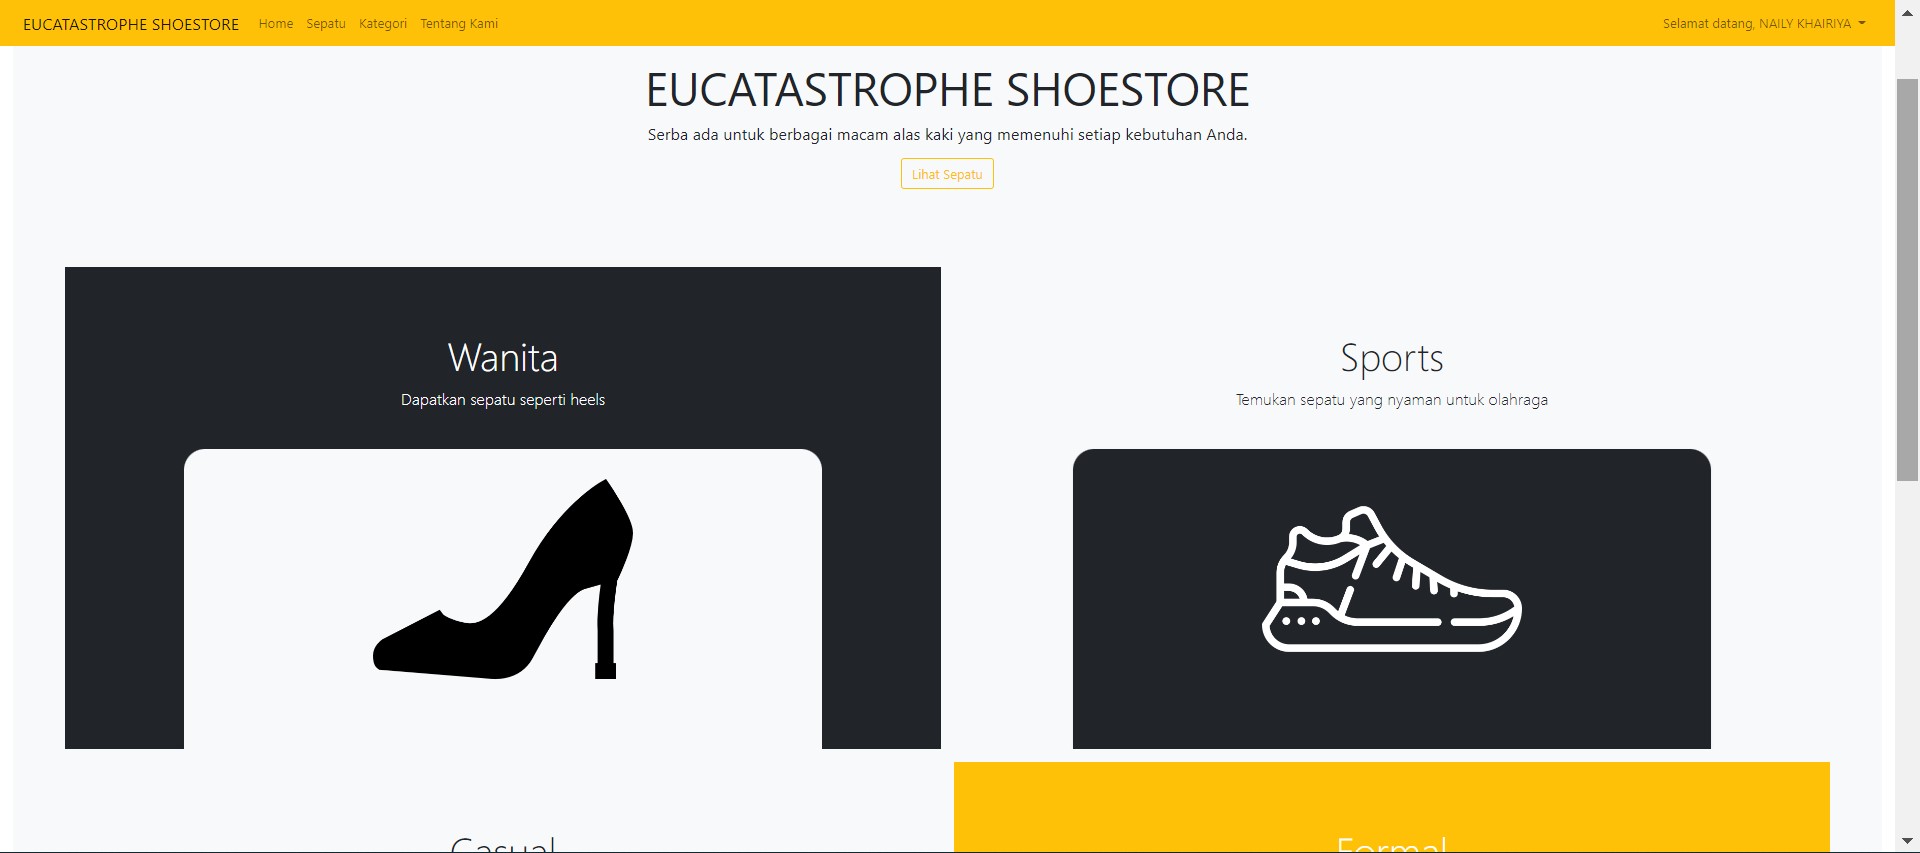 EUCATASTROPHE SHOESTORE Home Sepatu Kategori Tentang Kami Selamat datang, NAILY KHAIRIYA
EUCATASTROPHE SHOESTORE
Serba ada untuk berbagai macam alas kaki yang memenuhi setiap kebutuhan Anda.
Lihat Sepatu
Wanita
Dapatkan sepatu seperti heels
Sports
Temukan sepatu yang nyaman untuk olahraga
Casual
Formal